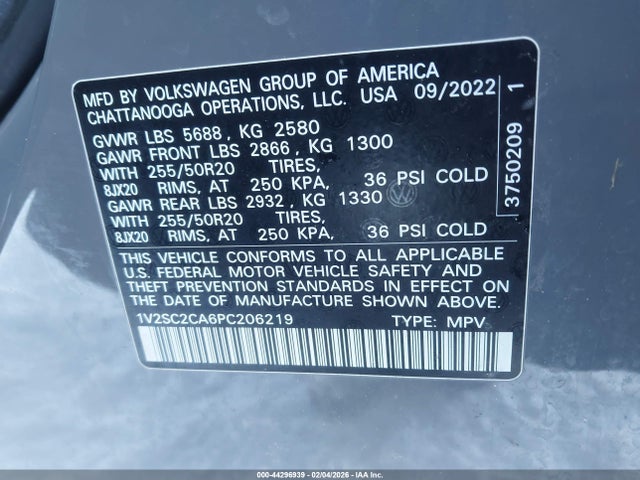 MFD BY VOLKSWAGEN GROUP OF AMERICA
CHATTANOOGA OPERATIONS, LLC. USA 09/2022
GVWR LBS 5688 , KG 2580
GAWR FRONT LBS 2866 , KG 1300
WITH 255/50R20 TIRES,
8JX20 RIMS, AT 250 KPA, 36 PSI COLD
GAWR REAR LBS 2932 , KG 1330
WITH 255/50R20 TIRES,
8JX20 RIMS, AT 250 KPA, 36 PSI COLD
THIS VEHICLE CONFORMS TO ALL APPLICABLE
U.S. FEDERAL MOTOR VEHICLE SAFETY AND
THEFT PREVENTION STANDARDS IN EFFECT ON
THE DATE OF MANUFACTURE SHOWN ABOVE.
1V2SC2CA6PC206219 TYPE: MPV
3750209 1
000-44296939 - 02/04/2026 - IAA Inc.